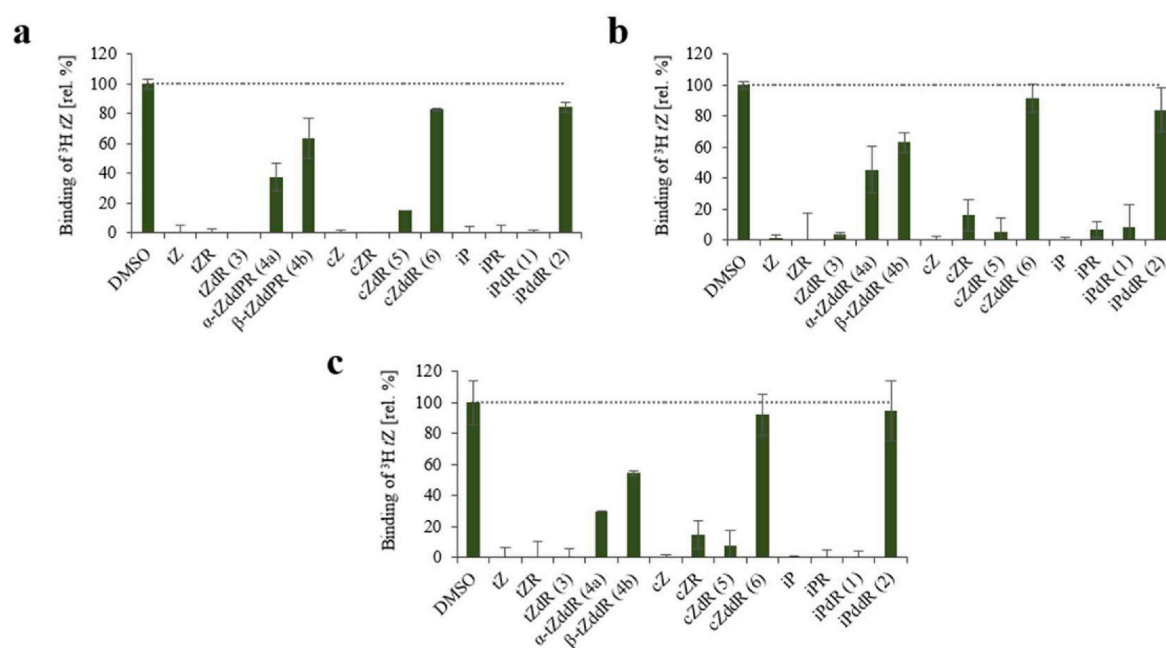 a
Binding of ³H tZ [rel. %]
120
100
80
60
40
20
0
DMSO
tZ
tZR
tZdR (3)
α-tZddPR (4a)
β-tZddPR (4b)
cZ
cZR
cZdR (5)
cZddR (6)
iP
iPR
iPdR (1)
iPddR (2)
b
Binding of ³H tZ [rel. %]
120
100
80
60
40
20
0
DMSO
tZ
tZR
tZdR (3)
α-tZddR (4a)
β-tZddR (4b)
cZ
cZR
cZdR (5)
cZddR (6)
iP
iPR
iPdR (1)
iPddR (2)
c
Binding of ³H tZ [rel. %]
120
100
80
60
40
20
0
DMSO
tZ
tZR
tZdR (3)
α-tZddR (4a)
β-tZddR (4b)
cZ
cZR
cZdR (5)
cZddR (6)
iP
iPR
iPdR (1)
iPddR (2)